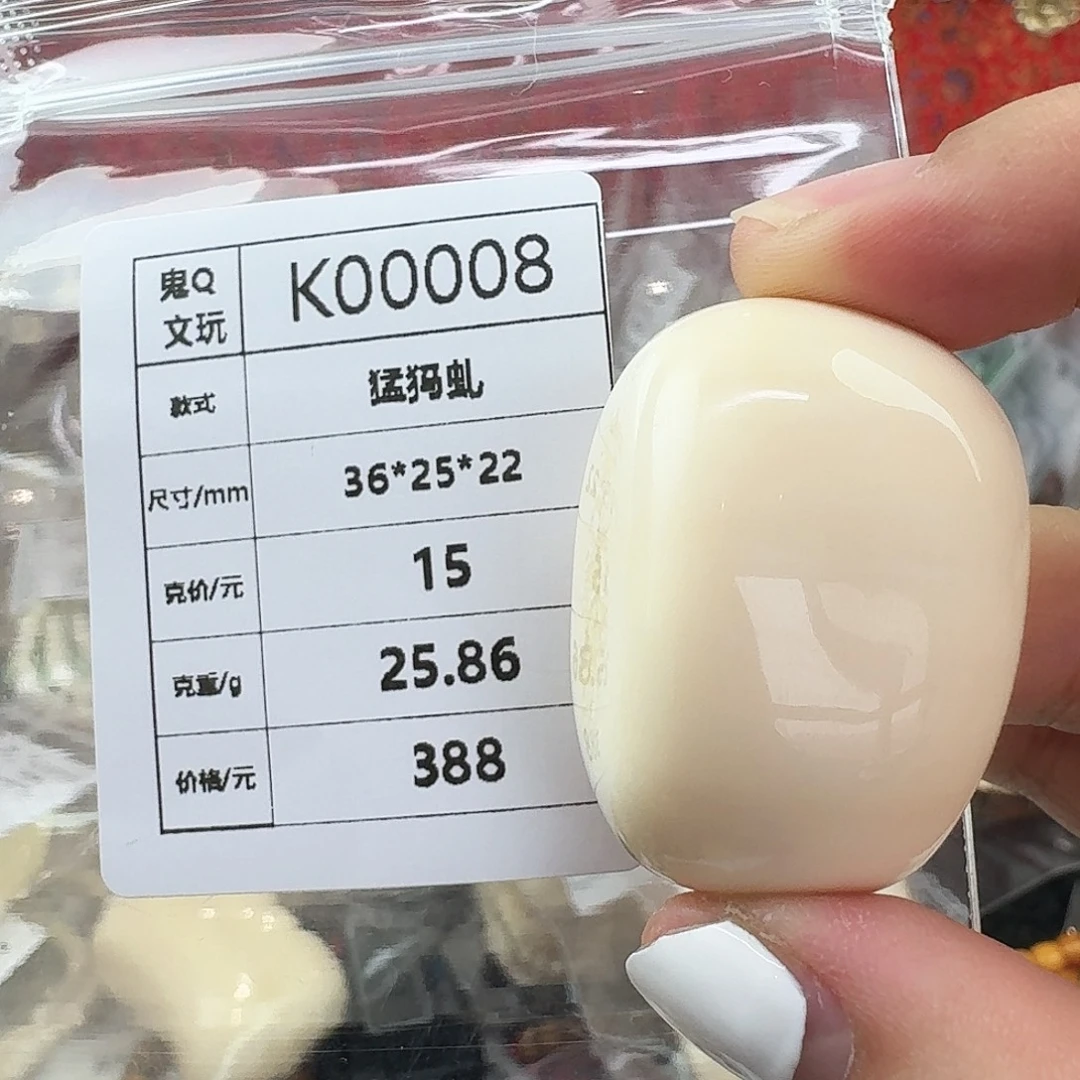 鬼Q
文玩
K00008
款式
猛犸虬
尺寸/mm
36*25*22
克价/元
15
克重/g
25.86
价格/元
388